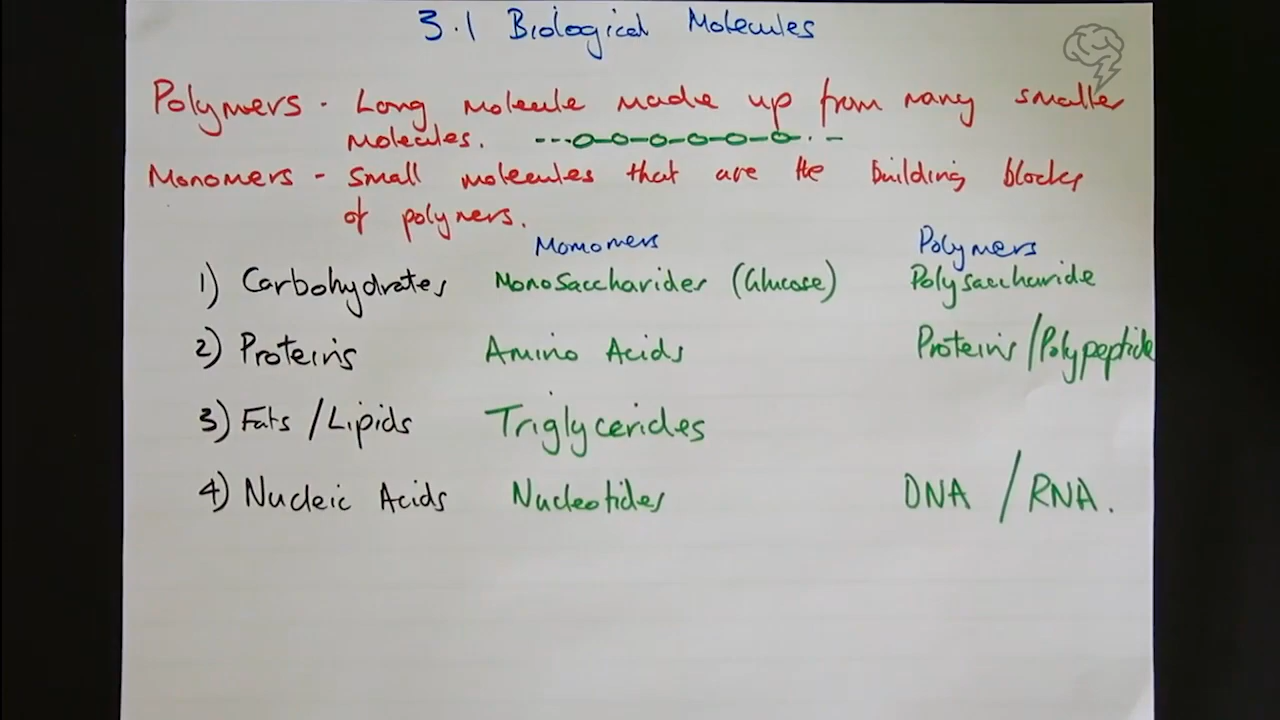 3.1 Biological Molecules
Polymers - Long molecule made up from many smaller
molecules.
Monomers - Small molecules that are the building blocks
of polymers.
Momomers Polymers
1) Carbohydrates MonoSaccharides (Glucose) Polysaccharide
2) Proteins Amino Acids Proteins / Polypeptide
3) Fats / Lipids Triglycerides
4) Nucleic Acids Nucleotides DNA / RNA.